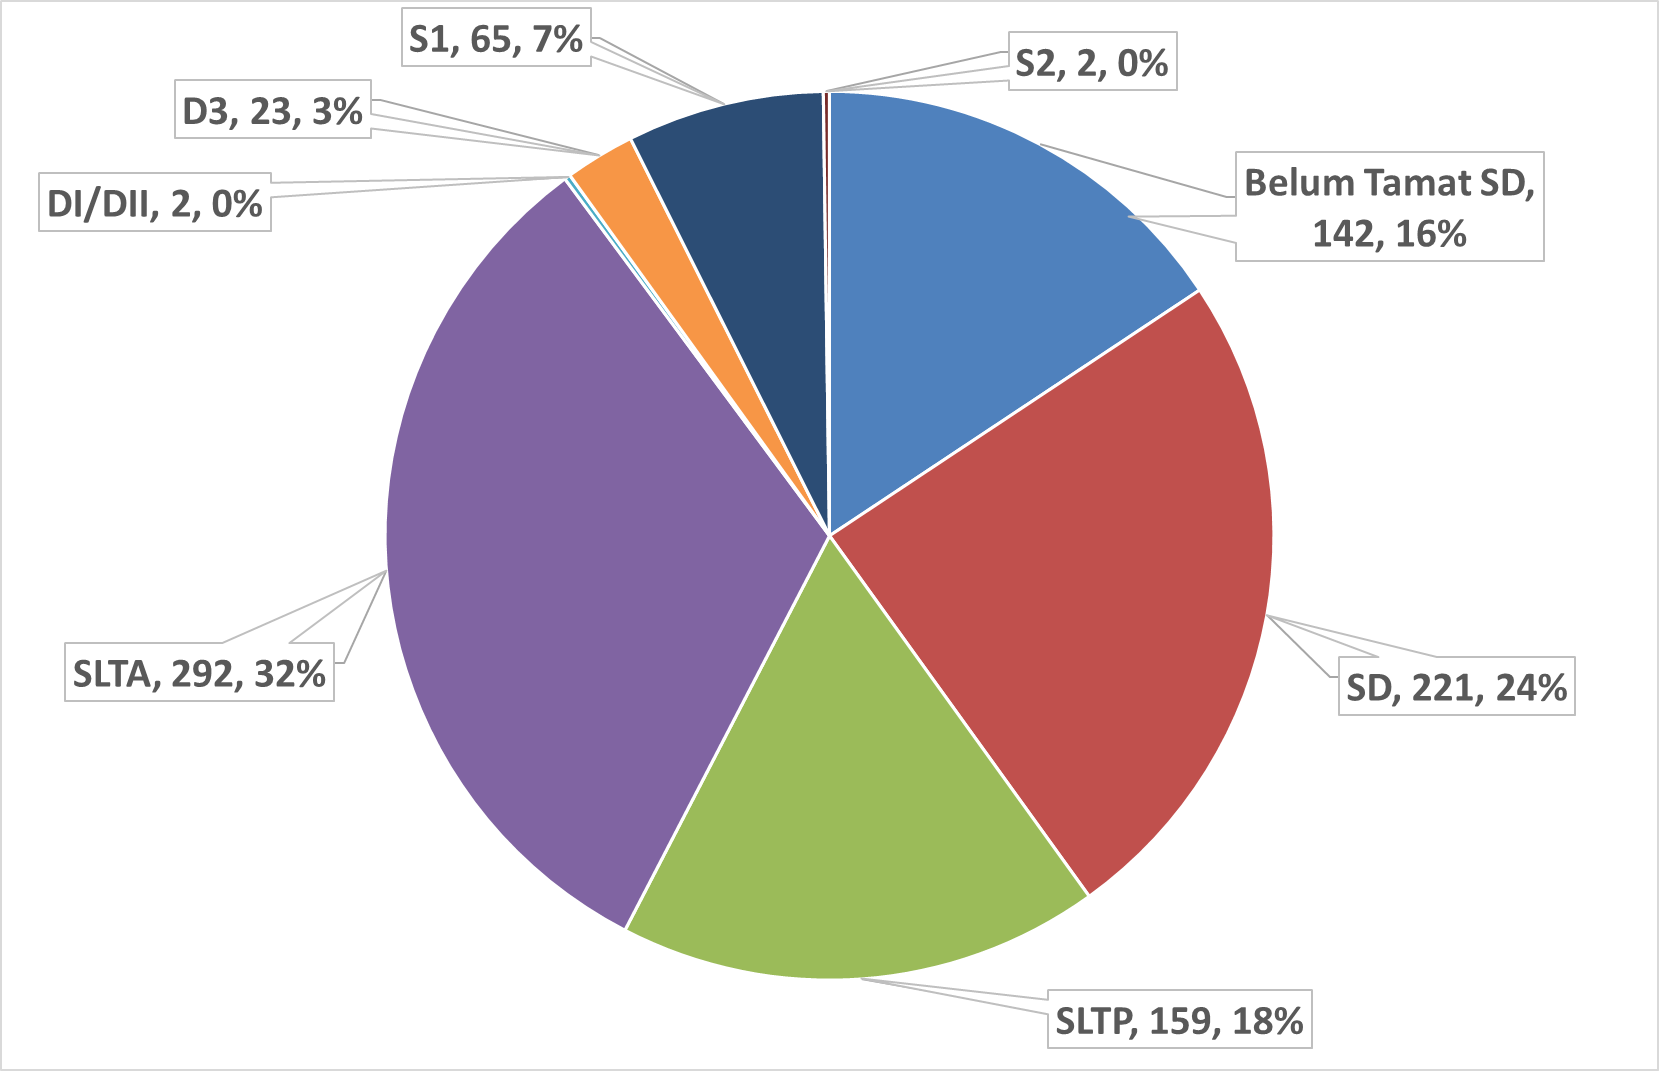 S1, 65, 7%
S2, 2, 0%
D3, 23, 3%
Belum Tamat SD,
142, 16%
DI/DII, 2, 0%
SLTA, 292, 32%
SD, 221, 24%
SLTP, 159, 18%